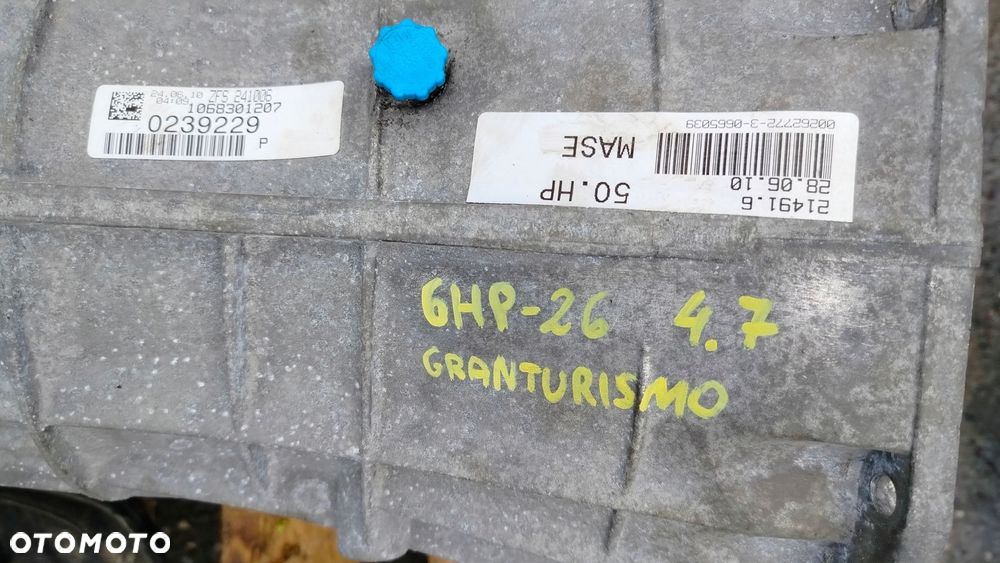 24.06.10 ZFS 241006
04:09 1068301207
0239229
P
21491.6
28.06.10
50.HP
MASE
00262772-3-0665039
6HP-26 4.7
GRANTURISMO
OTOMOTO